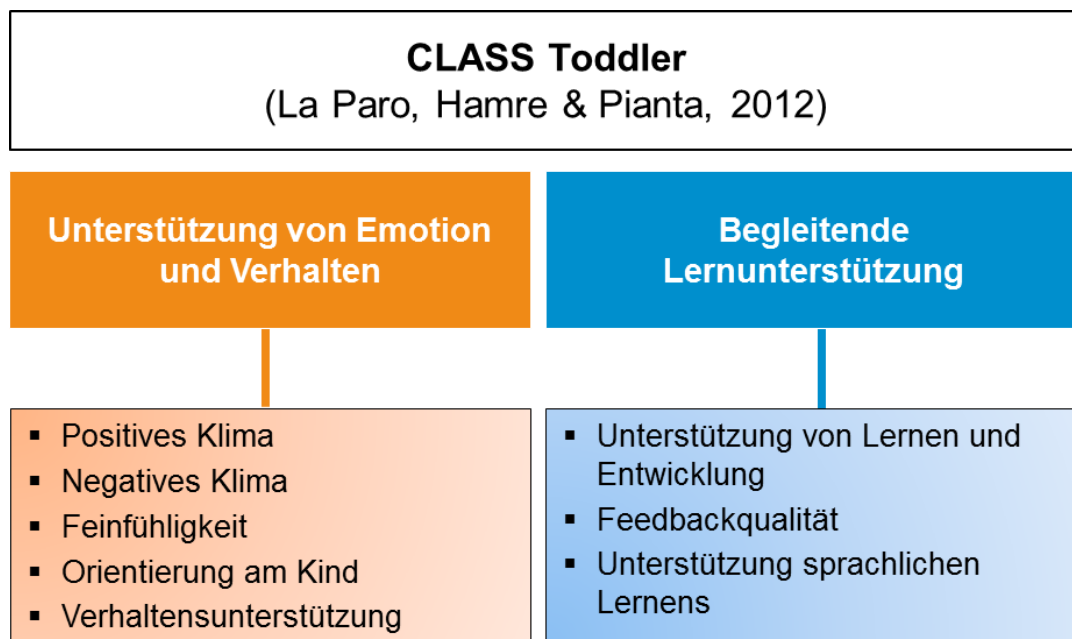 CLASS Toddler
(La Paro, Hamre & Pianta, 2012)
Unterstützung von Emotion
und Verhalten
▪ Positives Klima
▪ Negatives Klima
▪ Feinfühligkeit
▪ Orientierung am Kind
▪ Verhaltensunterstützung
Begleitende
Lernunterstützung
▪ Unterstützung von Lernen und
Entwicklung
▪ Feedbackqualität
▪ Unterstützung sprachlichen
Lernens